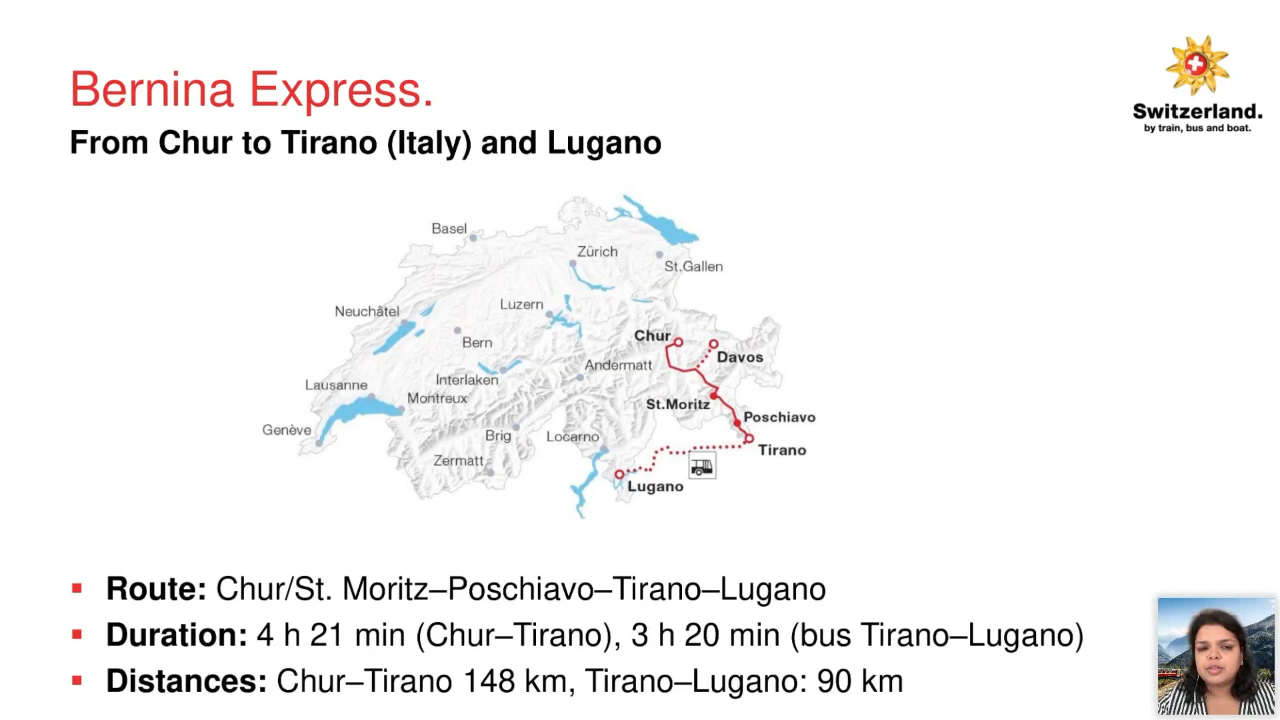 Bernina Express.
From Chur to Tirano (Italy) and Lugano
Switzerland.
by train, bus and boat.
Basel
Zürich
St.Gallen
Luzern
Neuchâtel
Bern
Chur
Davos
Andermatt
Interlaken
Lausanne
Montreux
St.Moritz
Poschiavo
Genève
Brig
Locarno
Tirano
Zermatt
Lugano
▪ Route: Chur/St. Moritz–Poschiavo–Tirano–Lugano
▪ Duration: 4 h 21 min (Chur–Tirano), 3 h 20 min (bus Tirano–Lugano)
▪ Distances: Chur–Tirano 148 km, Tirano–Lugano: 90 km